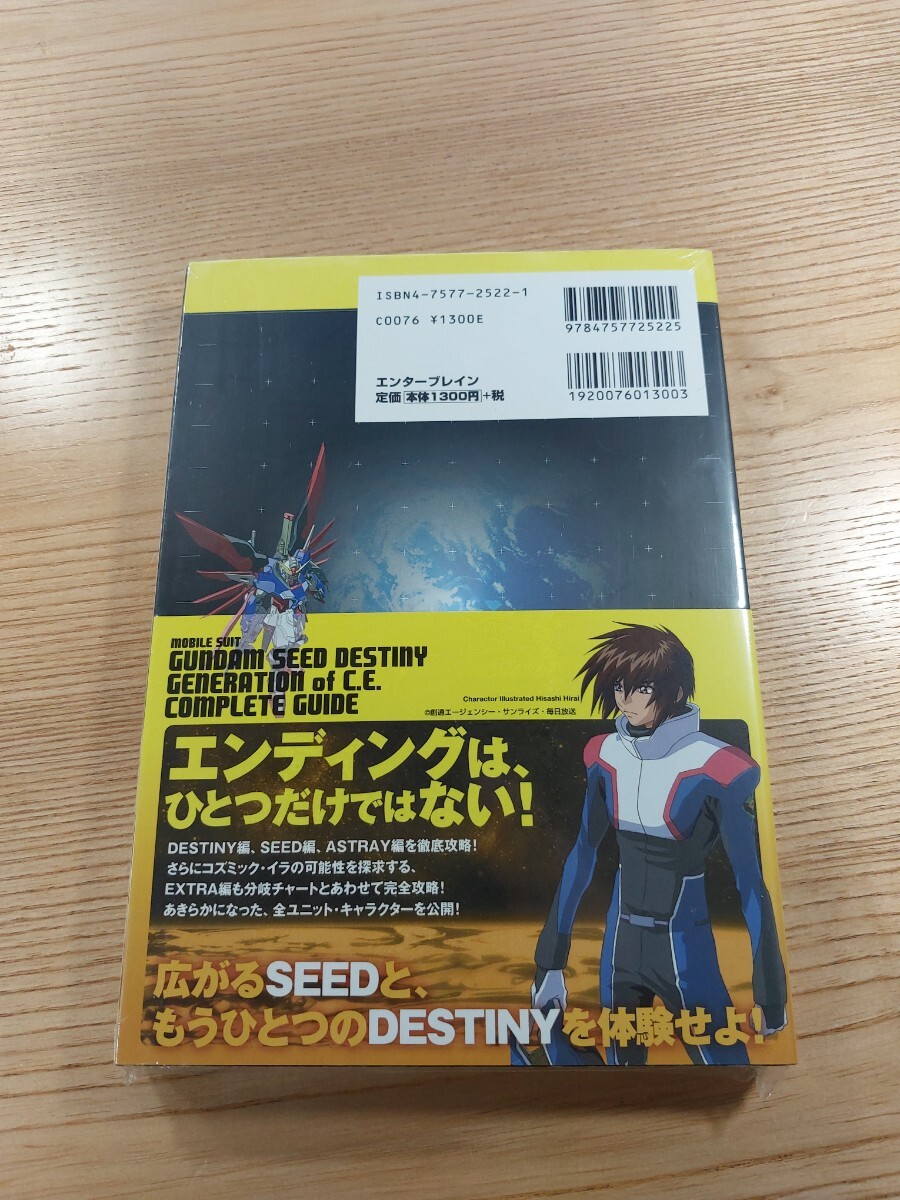 ISBN4-7577-2522-1
C0076 ¥1300E
9784757725225
エンターブレイン
定価 本体1300円+税
1920076013003
MOBILE SUIT
GUNDAM SEED DESTINY
GENERATION of C.E.
COMPLETE GUIDE
Charactor Illustrated Hisashi Hirai
©創通エージェンシー・サンライズ・毎日放送
エンディングは、
ひとつだけではない!
DESTINY編、SEED編、ASTRAY編を徹底攻略!
さらにコズミック・イラの可能性を探求する、
EXTRA編も分岐チャートとあわせて完全攻略!
あきらかになった、全ユニット・キャラクターを公開!
広がるSEEDと、
もうひとつのDESTINYを体験せよ!